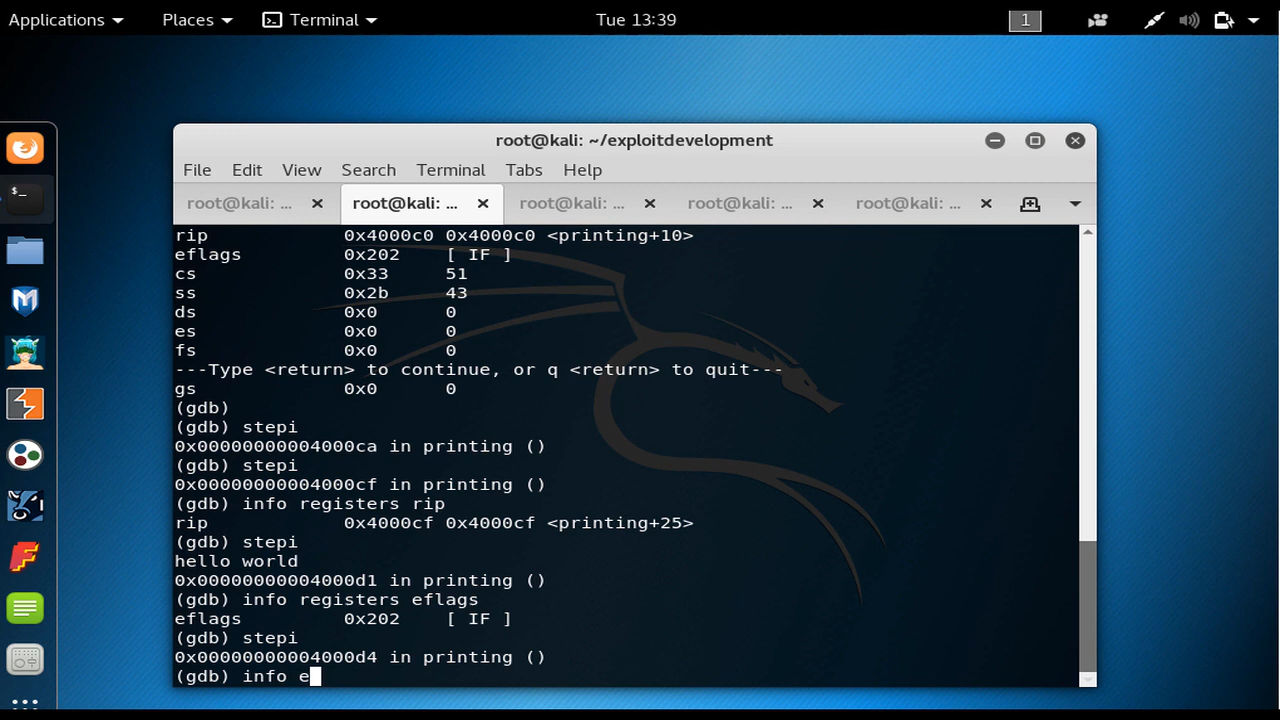 Applications Places Terminal Tue 13:39 1
root@kali: ~/exploitdevelopment
File Edit View Search Terminal Tabs Help
root@kali: ... root@kali: ... root@kali: ... root@kali: ... root@kali: ...
rip 0x4000c0 0x4000c0 <printing+10>
eflags 0x202 [ IF ]
cs 0x33 51
ss 0x2b 43
ds 0x0 0
es 0x0 0
fs 0x0 0
---Type <return> to continue, or q <return> to quit---
gs 0x0 0
(gdb)
(gdb) stepi
0x00000000004000ca in printing ()
(gdb) stepi
0x00000000004000cf in printing ()
(gdb) info registers rip
rip 0x4000cf 0x4000cf <printing+25>
(gdb) stepi
hello world
0x00000000004000d1 in printing ()
(gdb) info registers eflags
eflags 0x202 [ IF ]
(gdb) stepi
0x00000000004000d4 in printing ()
(gdb) info e